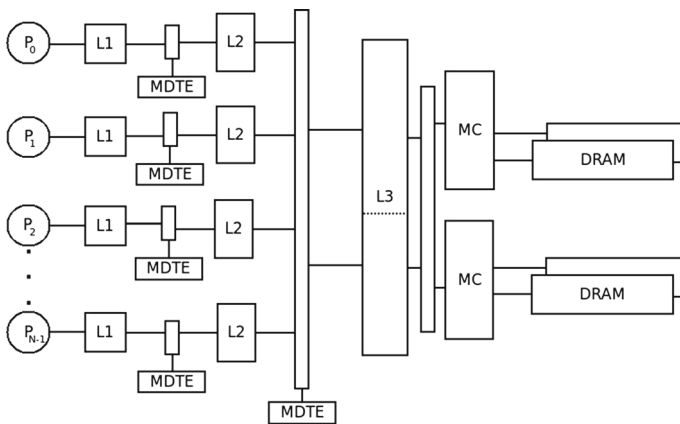 P0 L1 L2
MDTE
P1 L1 L2
MDTE
P2 L1 L2
MDTE
PN-1 L1 L2
MDTE
MDTE
L3
MC
DRAM
MC
DRAM